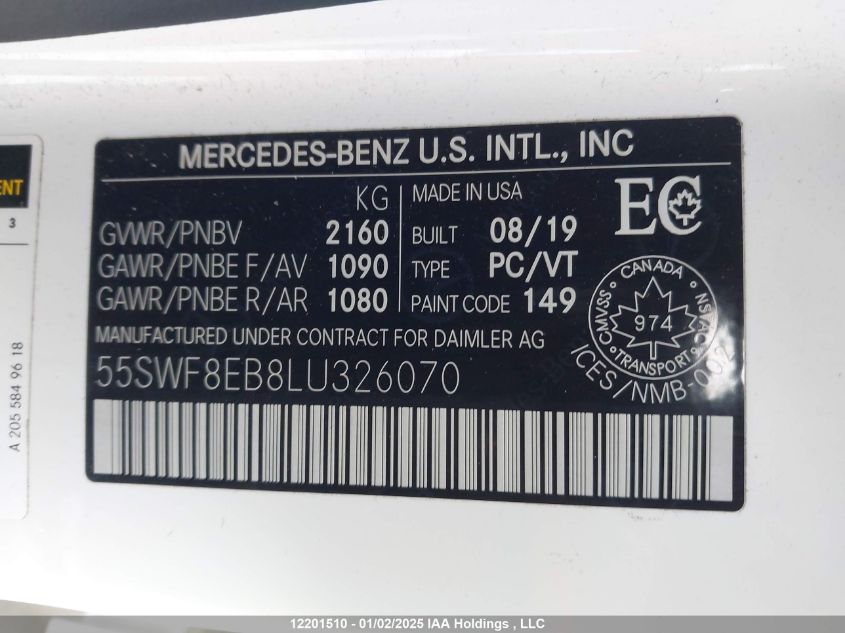 MERCEDES-BENZ U.S. INTL., INC
KG
GVWR/PNBV 2160
GAWR/PNBE F/AV 1090
GAWR/PNBE R/AR 1080
MADE IN USA
BUILT 08/19
TYPE PC/VT
PAINT CODE 149
EC
CANADA
CMVSS
NSVAC
974
TRANSPORT
ICES/NMB-002
MANUFACTURED UNDER CONTRACT FOR DAIMLER AG
55SWF8EB8LU326070
3
A 205 584 96 18
12201510 - 01/02/2025 IAA Holdings , LLC